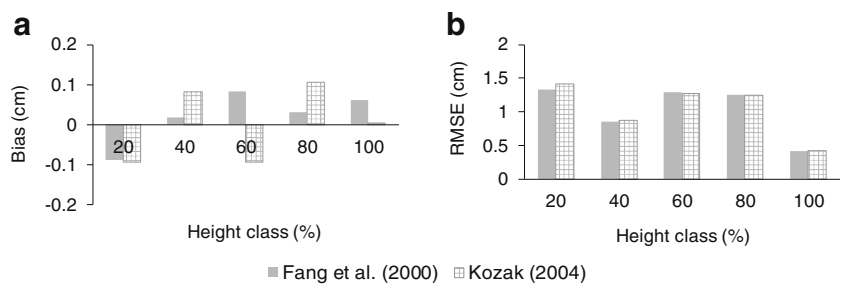 a
0.2
0.1
0
-0.1
-0.2
Bias (cm)
20 40 60 80 100
Height class (%)
b
2
1.5
1
0.5
0
RMSE (cm)
20 40 60 80 100
Height class (%)
Fang et al. (2000) Kozak (2004)